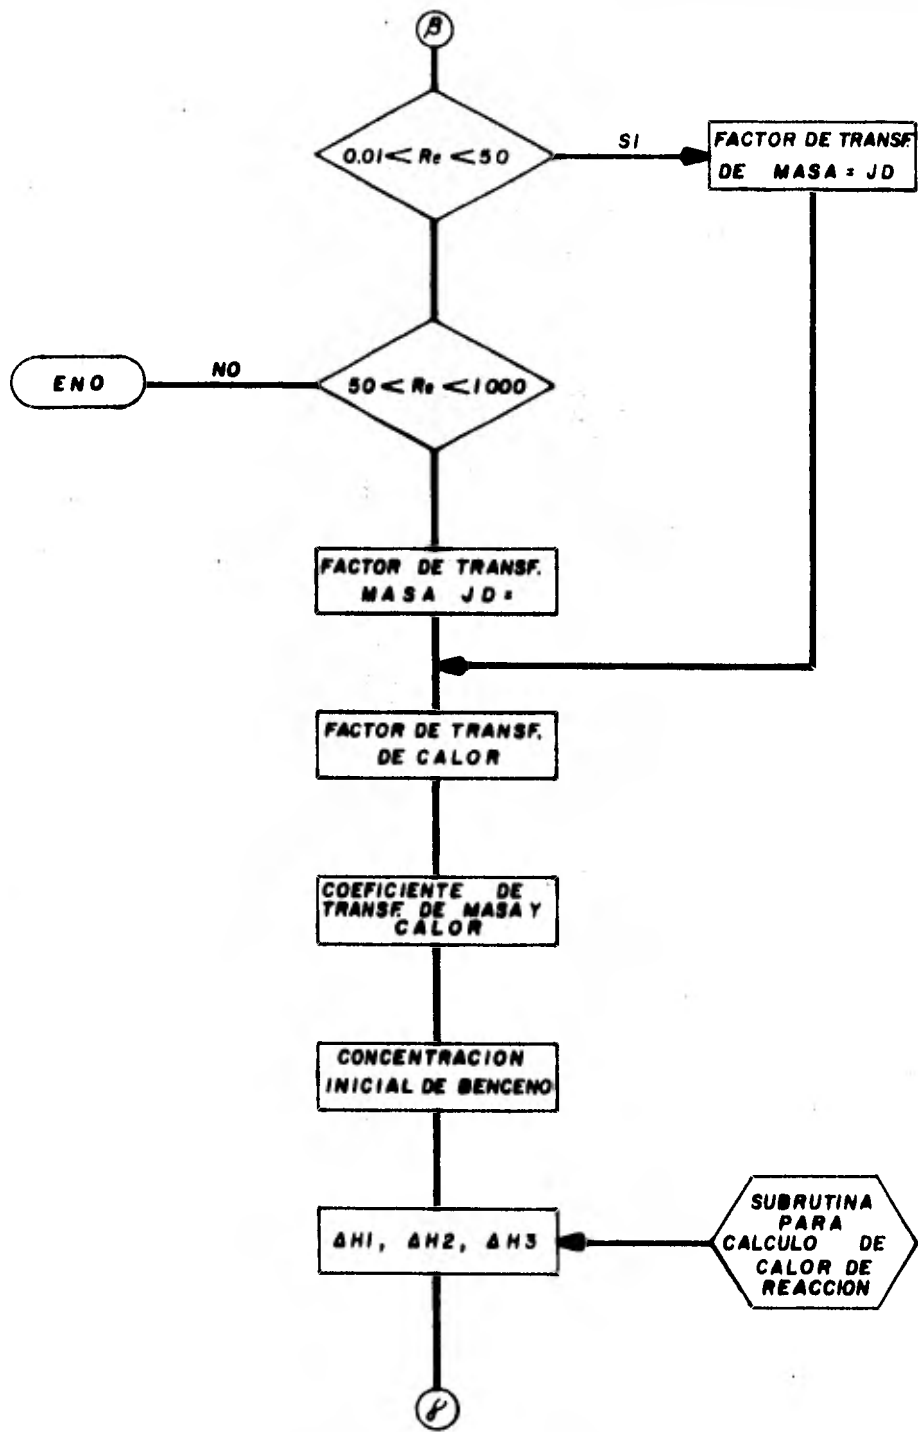 β
0.01 < Re < 50
SI
FACTOR DE TRANSF.
DE MASA = JD
50 < Re < 1000
NO
END
FACTOR DE TRANSF.
MASA JD =
FACTOR DE TRANSF.
DE CALOR
COEFICIENTE DE
TRANSF. DE MASA Y
CALOR
CONCENTRACION
INICIAL DE BENCENO
ΔH1, ΔH2, ΔH3
SUBRUTINA
PARA
CALCULO DE
CALOR DE
REACCION
γ